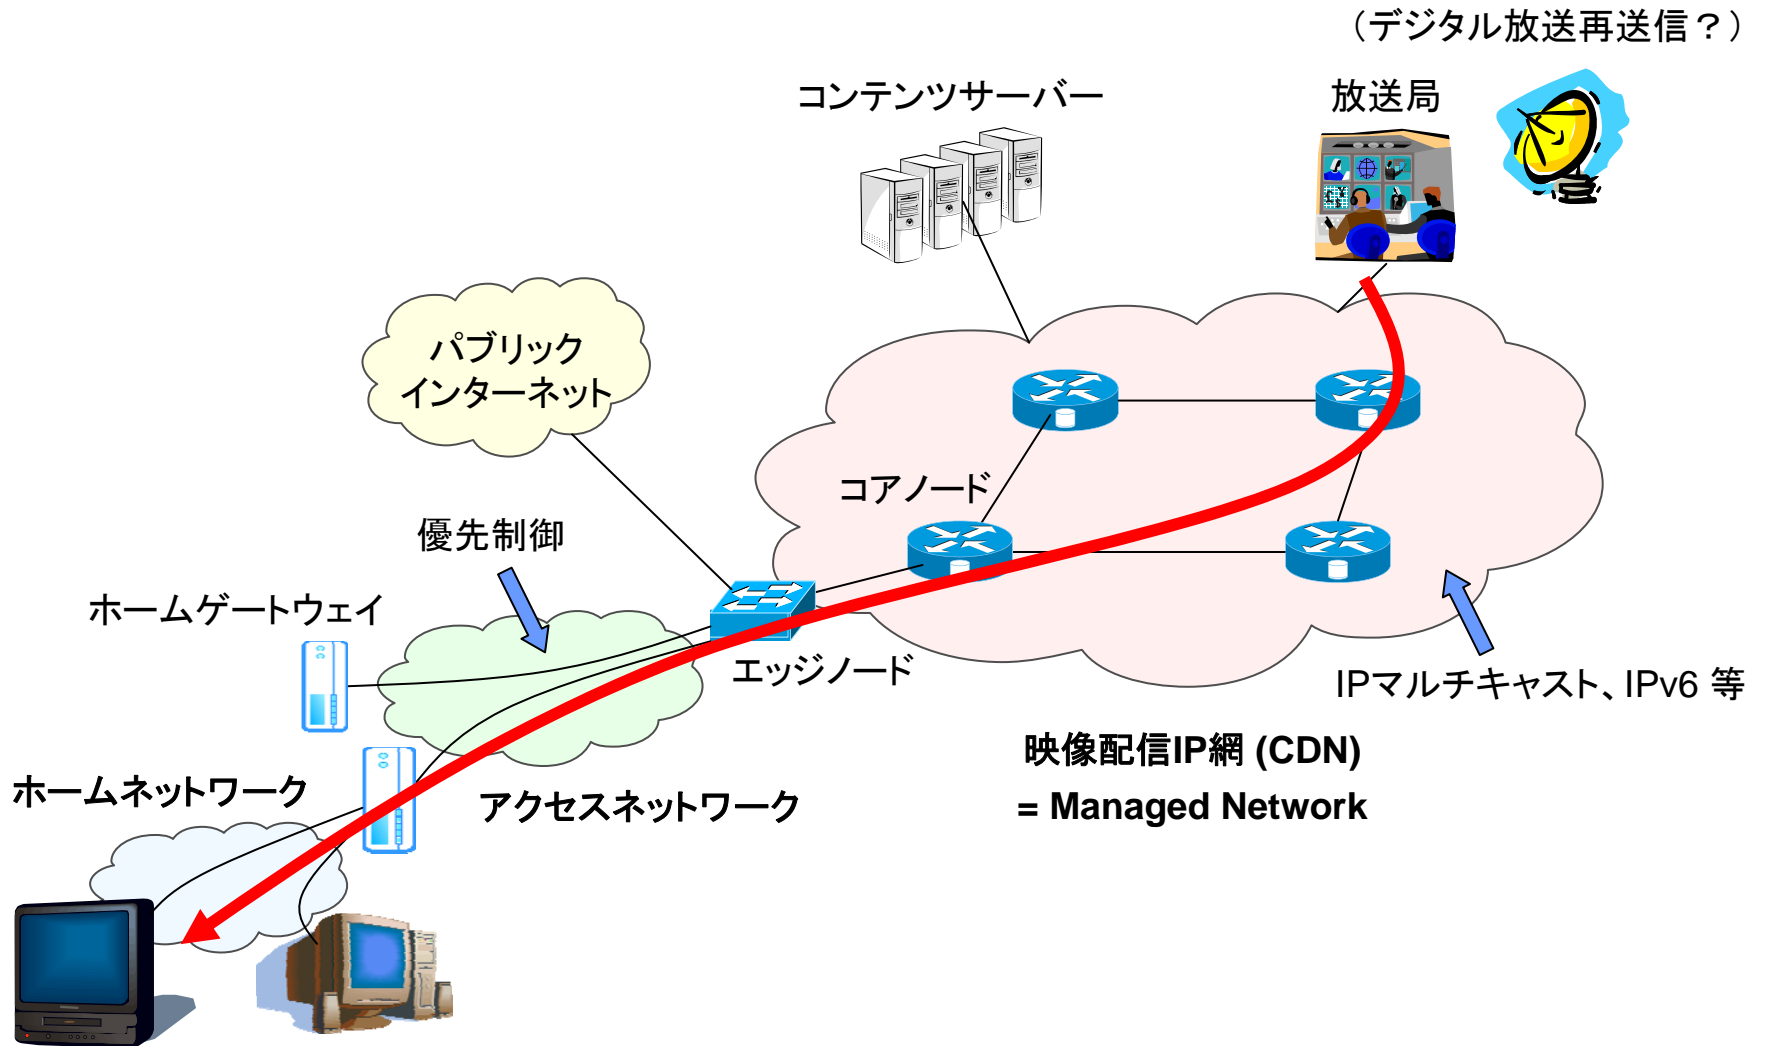 （デジタル放送再送信？）
コンテンツサーバー
放送局
パブリック
インターネット
コアノード
優先制御
ホームゲートウェイ
エッジノード
IPマルチキャスト、IPv6 等
映像配信IP網 (CDN)
= Managed Network
ホームネットワーク
アクセスネットワーク